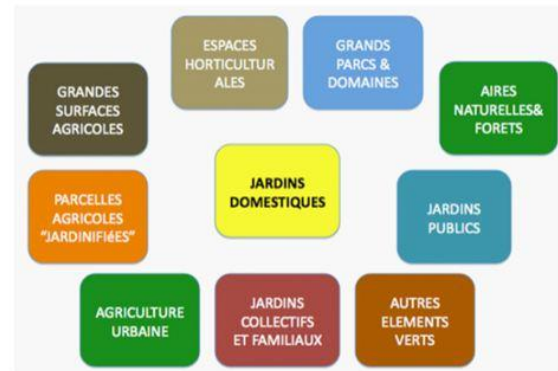 ESPACES
HORTICULTUR
ALES
GRANDS
PARCS &
DOMAINES
GRANDES
SURFACES
AGRICOLES
AIRES
NATURELLES&
FORETS
JARDINS
DOMESTIQUES
PARCELLES
AGRICOLES
"JARDINIFIéES"
JARDINS
PUBLICS
AGRICULTURE
URBAINE
JARDINS
COLLECTIFS
ET FAMILIAUX
AUTRES
ELEMENTS
VERTS